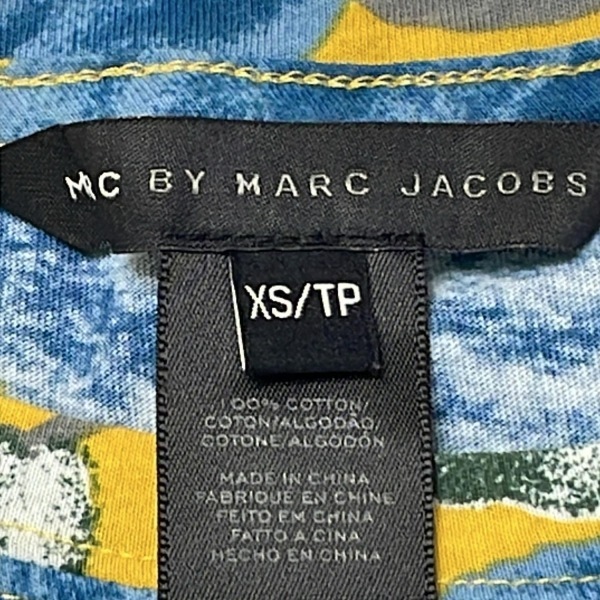 MC BY MARC JACOBS
XS/TP
100% COTTON/
COTON/ALGODÃO/
COTONE/ALGODÓN
MADE IN CHINA
FABRIQUÉ EN CHINE
FEITO EM CHINA
FATTO A CINA
HECHO EN CHINA